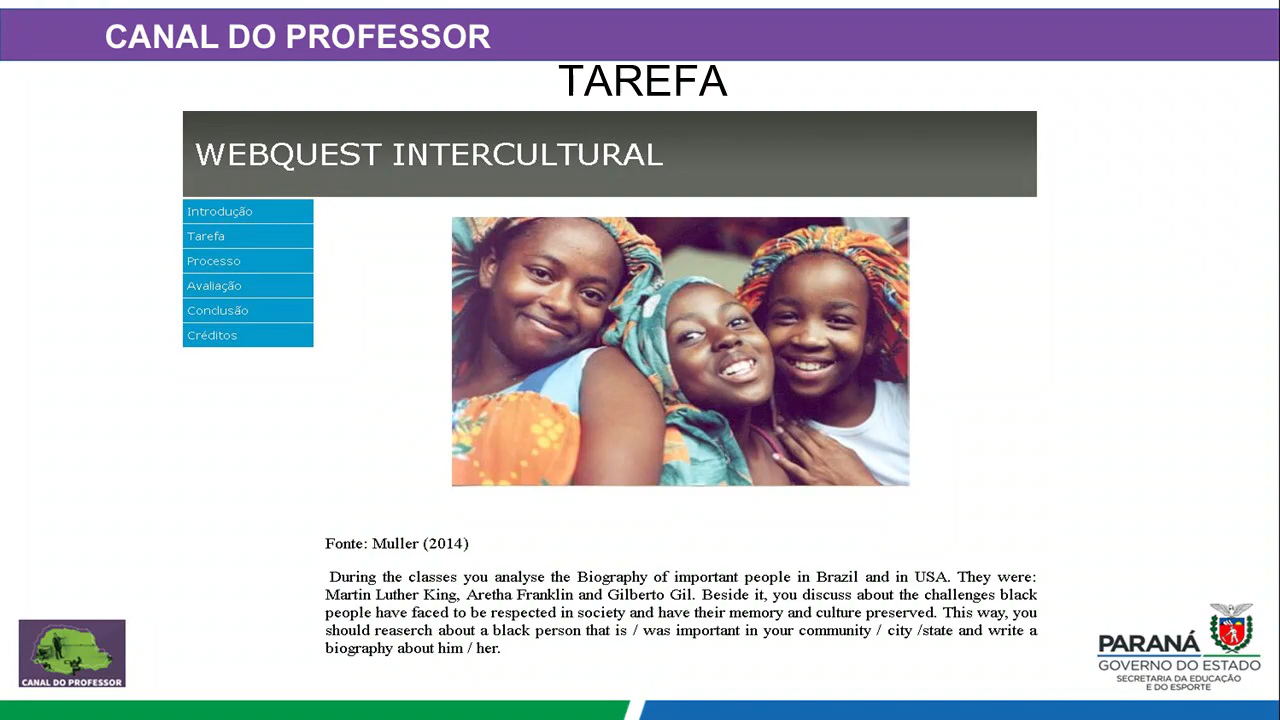 CANAL DO PROFESSOR
TAREFA
WEBQUEST INTERCULTURAL
Introdução
Tarefa
Processo
Avaliação
Conclusão
Créditos
Fonte: Muller (2014)
During the classes you analyse the Biography of important people in Brazil and in USA. They were:
Martin Luther King, Aretha Franklin and Gilberto Gil. Beside it, you discuss about the challenges black
people have faced to be respected in society and have their memory and culture preserved. This way, you
should reaserch about a black person that is / was important in your community / city /state and write a
biography about him / her.
CANAL DO PROFESSOR
PARANÁ
GOVERNO DO ESTADO
SECRETARIA DA EDUCAÇÃO
E DO ESPORTE